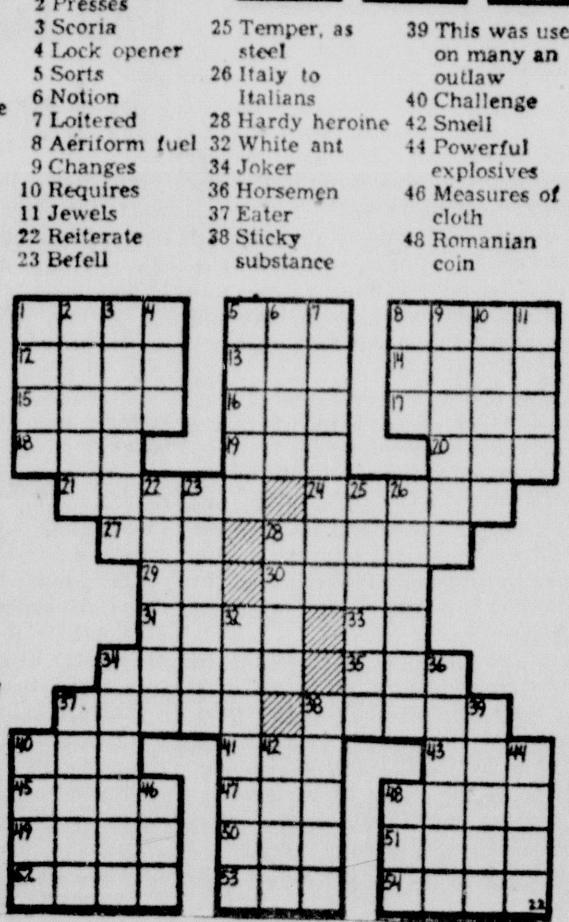 2 Presses
3 Scoria
4 Lock opener
5 Sorts
6 Notion
7 Loitered
8 Aeriform fuel
9 Changes
10 Requires
11 Jewels
22 Reiterate
23 Befell
25 Temper, as
steel
26 Italy to
Italians
28 Hardy heroine
32 White ant
34 Joker
36 Horsemen
37 Eater
38 Sticky
substance
39 This was use
on many an
outlaw
40 Challenge
42 Smell
44 Powerful
explosives
46 Measures of
cloth
48 Romanian
coin
1 2 3 4 5 6 7 8 9 10 11
12 13 14
15 16 17
18 19 20
21 22 23 24 25 26
27 28
29 30
31 32 33
34 35 36
37 38 39
40 41 42 43 44
45 46 47 48
49 50 51
52 53 54
22